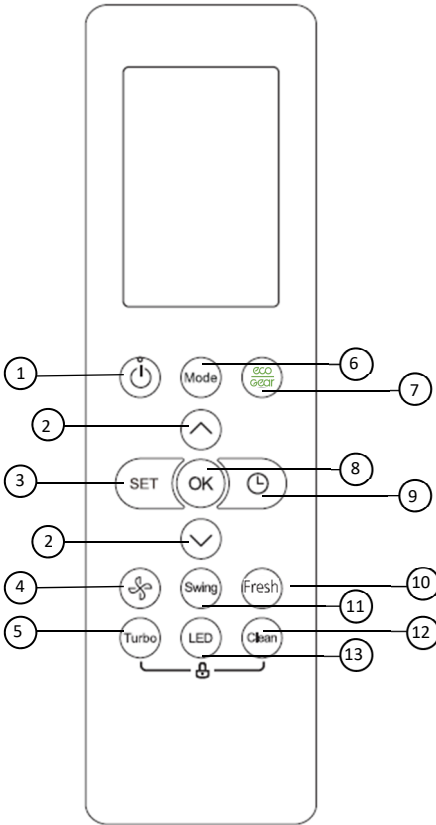 1
Mode
6
eco
Gear
7
2
SET
OK
8
3
9
2
4
Swing
Fresh
10
11
5
Turbo
LED
Clean
12
13